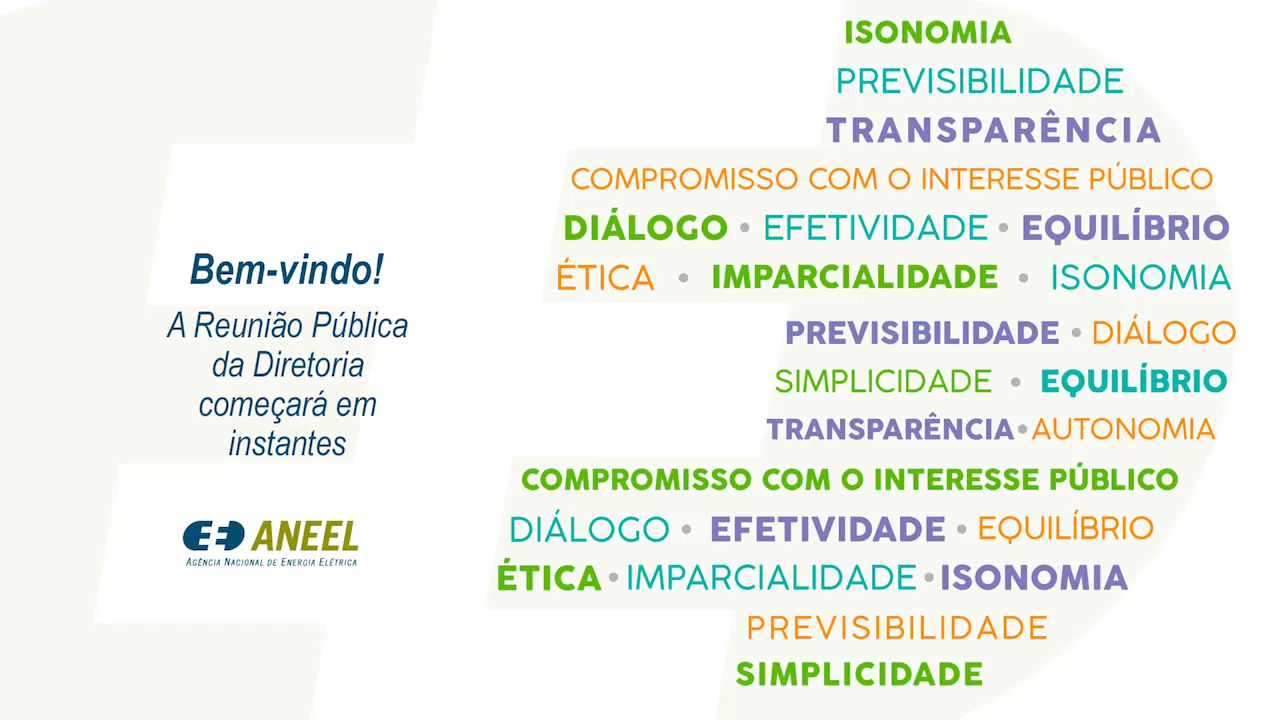 Bem-vindo!
A Reunião Pública
da Diretoria
começará em
instantes
ANEEL
AGÊNCIA NACIONAL DE ENERGIA ELÉTRICA
ISONOMIA
PREVISIBILIDADE
TRANSPARÊNCIA
COMPROMISSO COM O INTERESSE PÚBLICO
DIÁLOGO • EFETIVIDADE • EQUILÍBRIO
ÉTICA • IMPARCIALIDADE • ISONOMIA
PREVISIBILIDADE • DIÁLOGO
SIMPLICIDADE • EQUILÍBRIO
TRANSPARÊNCIA • AUTONOMIA
COMPROMISSO COM O INTERESSE PÚBLICO
DIÁLOGO • EFETIVIDADE • EQUILÍBRIO
ÉTICA • IMPARCIALIDADE • ISONOMIA
PREVISIBILIDADE
SIMPLICIDADE